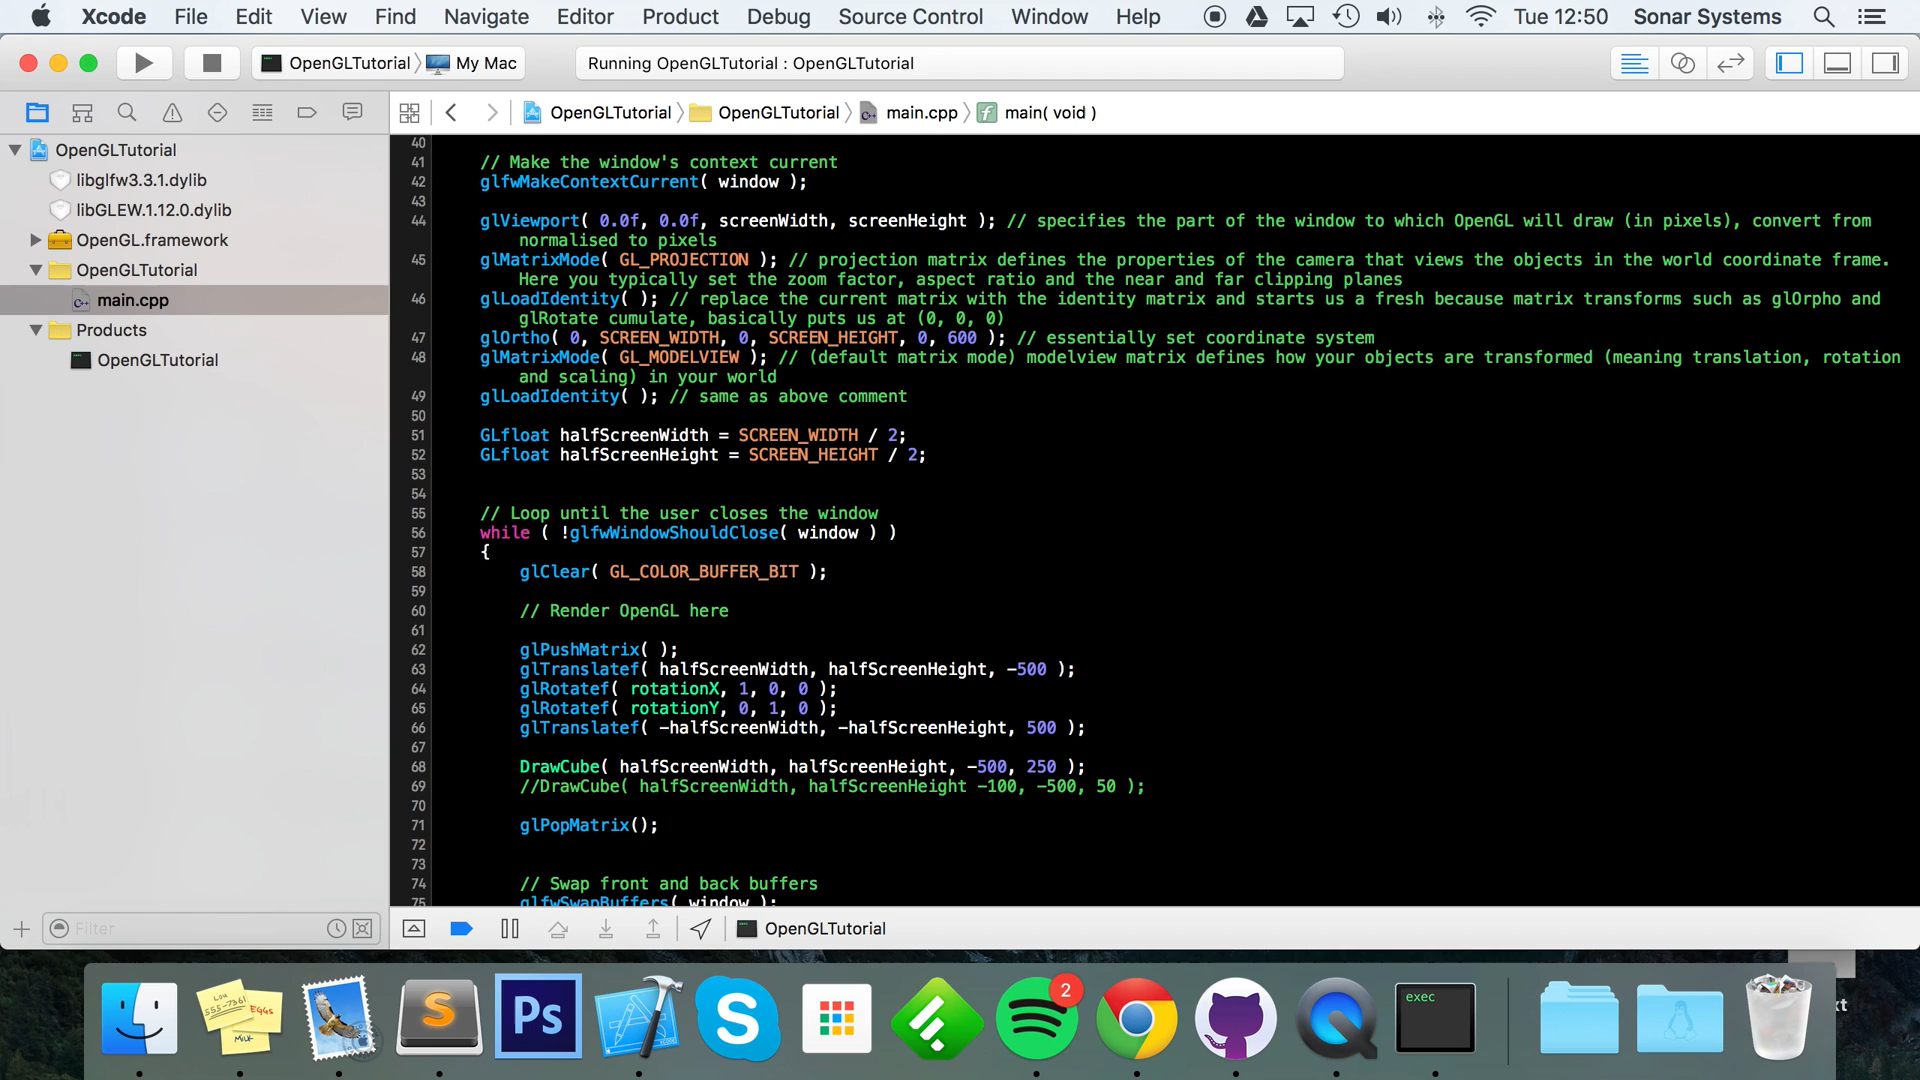 Xcode File Edit View Find Navigate Editor Product Debug Source Control Window Help Tue 12:50 Sonar Systems
OpenGLTutorial My Mac Running OpenGLTutorial : OpenGLTutorial
OpenGLTutorial OpenGLTutorial main.cpp main( void )
OpenGLTutorial
libglfw3.3.1.dylib
libGLEW.1.12.0.dylib
OpenGL.framework
OpenGLTutorial
main.cpp
Products
OpenGLTutorial
40
41 // Make the window's context current
42 glfwMakeContextCurrent( window );
43
44 glViewport( 0.0f, 0.0f, screenWidth, screenHeight ); // specifies the part of the window to which OpenGL will draw (in pixels), convert from
normalised to pixels
45 glMatrixMode( GL_PROJECTION ); // projection matrix defines the properties of the camera that views the objects in the world coordinate frame.
Here you typically set the zoom factor, aspect ratio and the near and far clipping planes
46 glLoadIdentity( ); // replace the current matrix with the identity matrix and starts us a fresh because matrix transforms such as glOrpho and
glRotate cumulate, basically puts us at (0, 0, 0)
47 glOrtho( 0, SCREEN_WIDTH, 0, SCREEN_HEIGHT, 0, 600 ); // essentially set coordinate system
48 glMatrixMode( GL_MODELVIEW ); // (default matrix mode) modelview matrix defines how your objects are transformed (meaning translation, rotation
and scaling) in your world
49 glLoadIdentity( ); // same as above comment
50
51 GLfloat halfScreenWidth = SCREEN_WIDTH / 2;
52 GLfloat halfScreenHeight = SCREEN_HEIGHT / 2;
53
54
55 // Loop until the user closes the window
56 while ( !glfwWindowShouldClose( window ) )
57 {
58 glClear( GL_COLOR_BUFFER_BIT );
59
60 // Render OpenGL here
61
62 glPushMatrix( );
63 glTranslatef( halfScreenWidth, halfScreenHeight, -500 );
64 glRotatef( rotationX, 1, 0, 0 );
65 glRotatef( rotationY, 0, 1, 0 );
66 glTranslatef( -halfScreenWidth, -halfScreenHeight, 500 );
67
68 DrawCube( halfScreenWidth, halfScreenHeight, -500, 250 );
69 //DrawCube( halfScreenWidth, halfScreenHeight -100, -500, 50 );
70
71 glPopMatrix();
72
73
74 // Swap front and back buffers
75 glfwSwapBuffers( window );
Filter
OpenGLTutorial
LOU
555-7361
EGGS
MILK
S
Ps
S
2
exec
xt